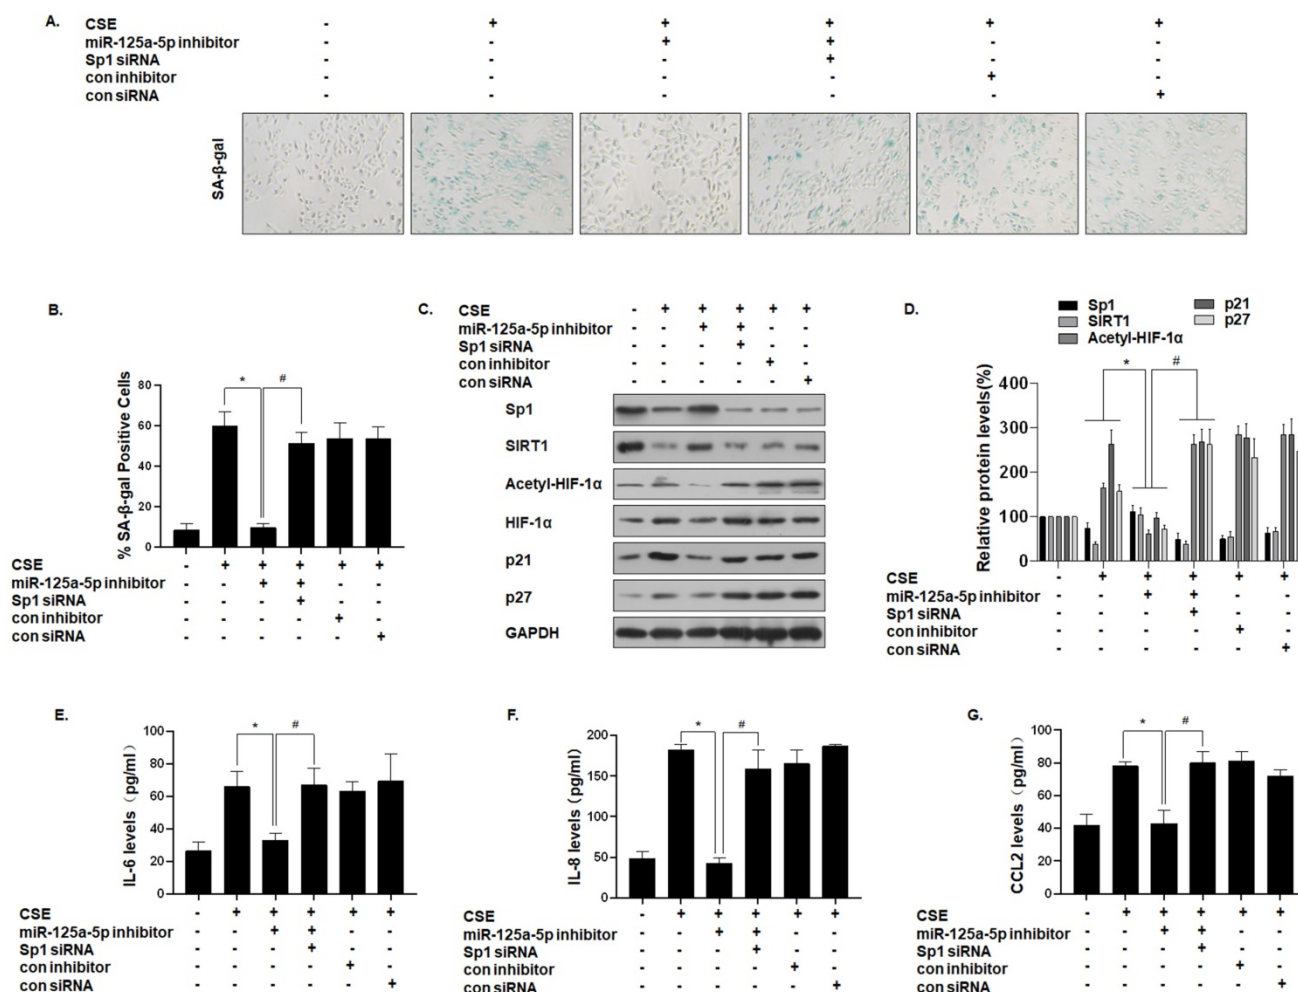 A.
CSE - + + + + +
miR-125a-5p inhibitor - - + + - -
Sp1 siRNA - - - + - -
con inhibitor - - - - + -
con siRNA - - - - - +
SA-β-gal
B.
% SA-β-gal Positive Cells
80
60
40
20
0
CSE - + + + + +
miR-125a-5p inhibitor - - + + - -
Sp1 siRNA - - - + - -
con inhibitor - - - - + -
con siRNA - - - - - +
* #
C.
CSE - + + + + +
miR-125a-5p inhibitor - - + + - -
Sp1 siRNA - - - + - -
con inhibitor - - - - + -
con siRNA - - - - - +
Sp1
SIRT1
Acetyl-HIF-1α
HIF-1α
p21
p27
GAPDH
D.
Sp1
SIRT1
Acetyl-HIF-1α
p21
p27
* #
Relative protein levels(%)
400
300
200
100
0
CSE - + + + + +
miR-125a-5p inhibitor - - + + - -
Sp1 siRNA - - - + - -
con inhibitor - - - - + -
con siRNA - - - - - +
E.
* #
IL-6 levels（pg/ml）
100
80
60
40
20
0
CSE - + + + + +
miR-125a-5p inhibitor - - + + - -
Sp1 siRNA - - - + - -
con inhibitor - - - - + -
con siRNA - - - - - +
F.
* #
IL-8 levels（pg/ml）
200
150
100
50
0
CSE - + + + + +
miR-125a-5p inhibitor - - + + - -
Sp1 siRNA - - - + - -
con inhibitor - - - - + -
con siRNA - - - - - +
G.
* #
CCL2 levels（pg/ml）
100
80
60
40
20
0
CSE - + + + + +
miR-125a-5p inhibitor - - + + - -
Sp1 siRNA - - - + - -
con inhibitor - - - - + -
con siRNA - - - - - +